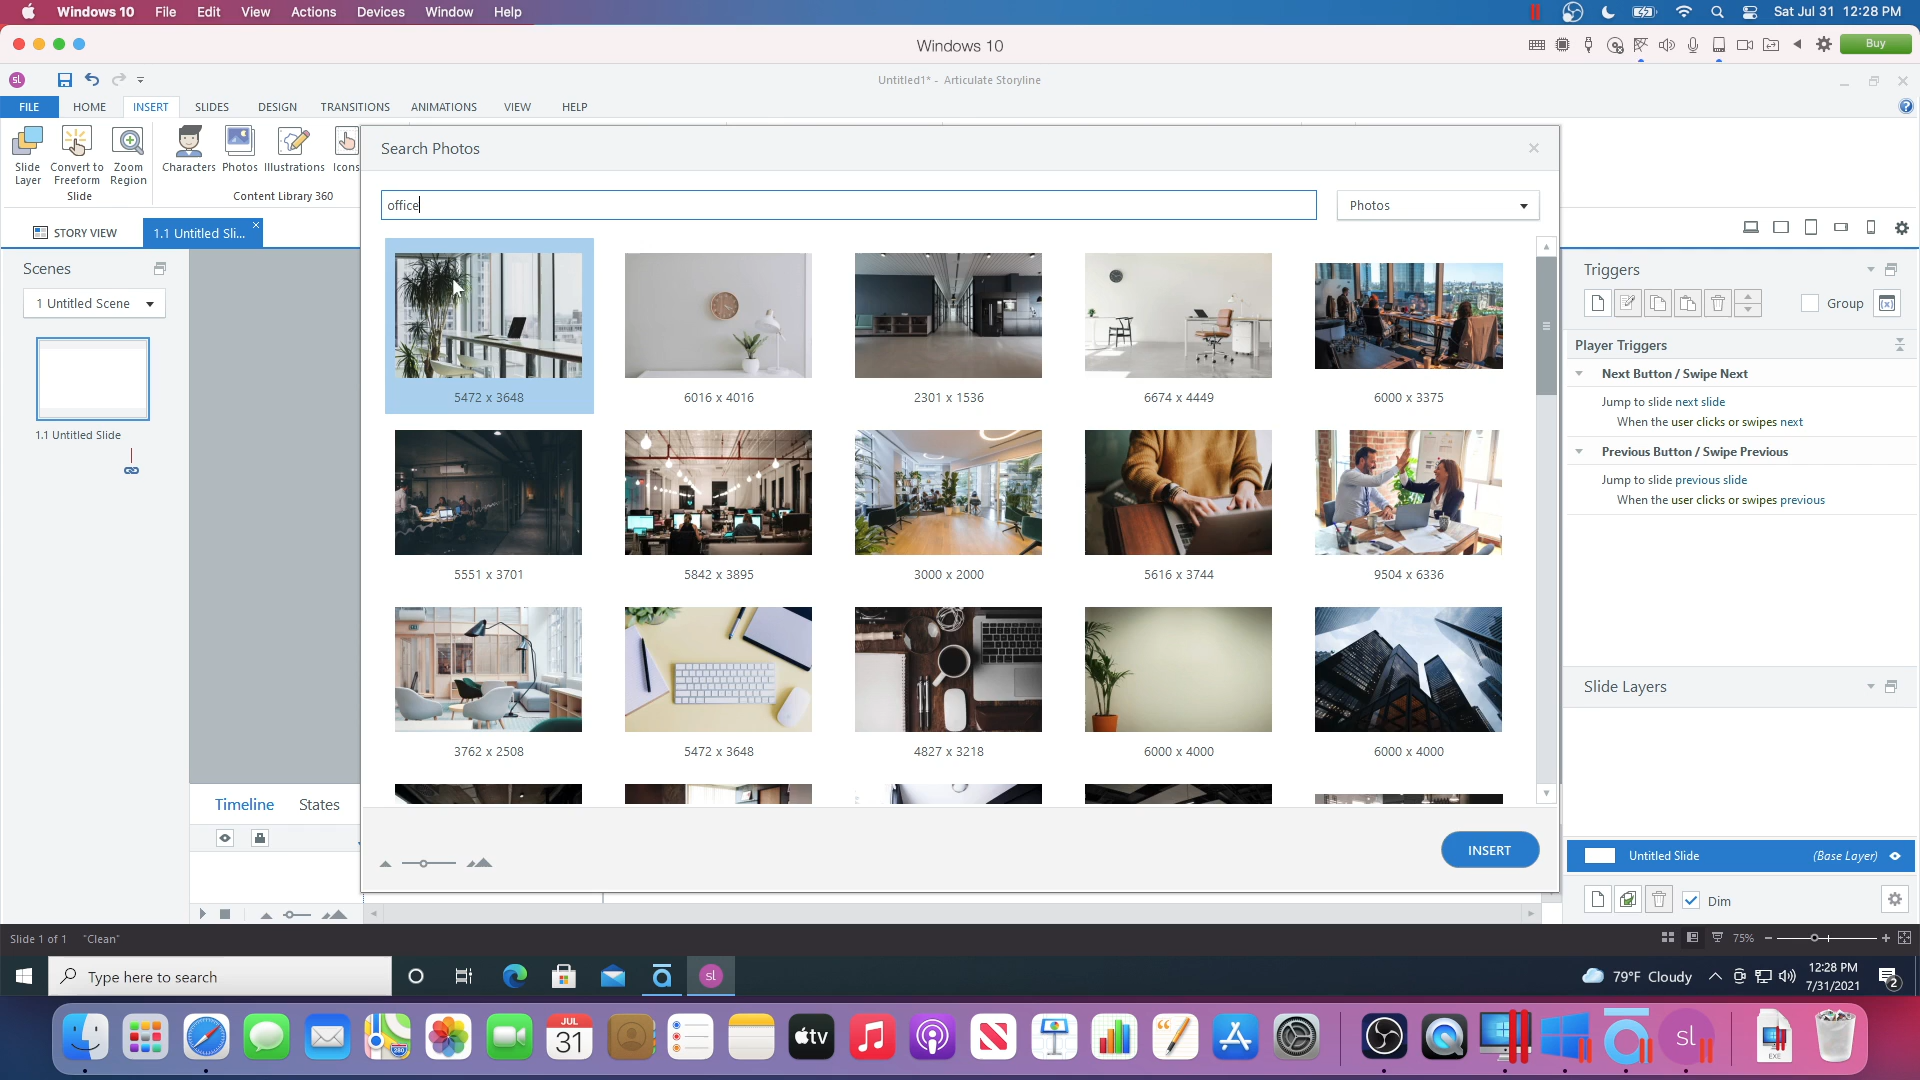 Windows 10 File Edit View Actions Devices Window Help
Sat Jul 31 12:28 PM
Windows 10
Buy
sl
Untitled1* - Articulate Storyline
FILE HOME INSERT SLIDES DESIGN TRANSITIONS ANIMATIONS VIEW HELP
Slide Layer
Convert to Freeform
Zoom Region
Characters Photos Illustrations Icons
Slide
Content Library 360
Search Photos
office
Photos
STORY VIEW
1.1 Untitled Sli...
Scenes
1 Untitled Scene
1.1 Untitled Slide
5472 x 3648
6016 x 4016
2301 x 1536
6674 x 4449
6000 x 3375
5551 x 3701
5842 x 3895
3000 x 2000
5616 x 3744
9504 x 6336
3762 x 2508
5472 x 3648
4827 x 3218
6000 x 4000
6000 x 4000
INSERT
Triggers
Group
(x)
Player Triggers
Next Button / Swipe Next
Jump to slide next slide
When the user clicks or swipes next
Previous Button / Swipe Previous
Jump to slide previous slide
When the user clicks or swipes previous
Slide Layers
Untitled Slide (Base Layer)
Dim
Timeline States
Slide 1 of 1 "Clean"
75%
Type here to search
sl
79°F Cloudy
12:28 PM
7/31/2021
2
JUL
31
280
tv
sl
EXE